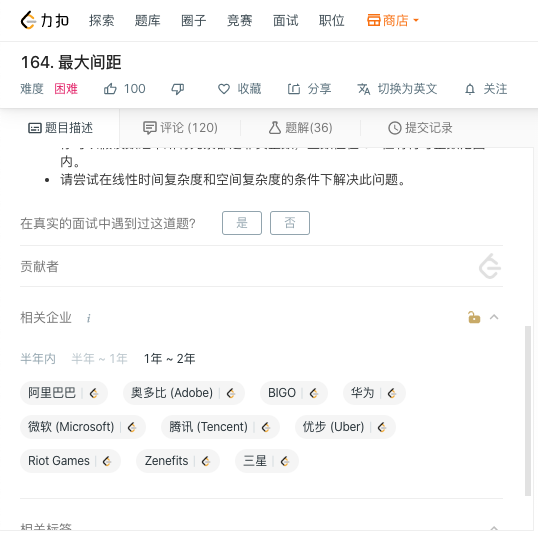 力扣 探索 题库 圈子 竞赛 面试 职位 商店
164. 最大间距
难度 困难 100 收藏 分享 切换为英文 关注
题目描述 评论 (120) 题解(36) 提交记录
内。
请尝试在线性时间复杂度和空间复杂度的条件下解决此问题。
在真实的面试中遇到过这道题? 是 否
贡献者
相关企业 i
半年内 半年 ~ 1年 1年 ~ 2年
阿里巴巴 奥多比 (Adobe) BIGO 华为
微软 (Microsoft) 腾讯 (Tencent) 优步 (Uber)
Riot Games Zenefits 三星
相关标签